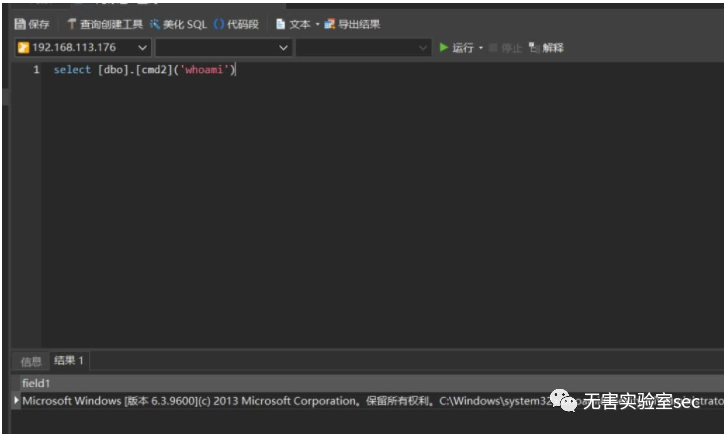 保存 查询创建工具 美化 SQL () 代码段 文本 · 导出结果
192.168.113.176 运行 · 停止 解释
1 select [dbo].[cmd2]('whoami')
信息 结果 1
field1
Microsoft Windows [版本 6.3.9600](c) 2013 Microsoft Corporation。保留所有权利。C:\Windows\system32
无害实验室sec